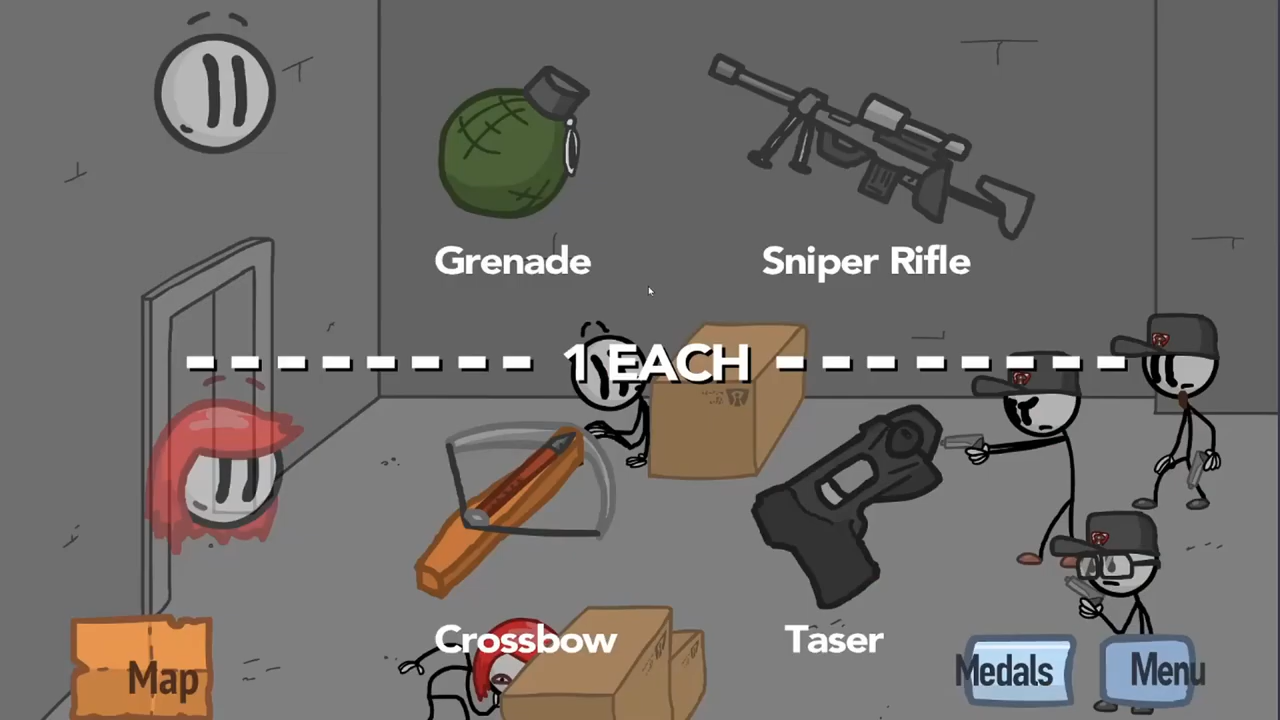 Grenade
Sniper Rifle
1 EACH
Crossbow
Taser
Map
Medals
Menu